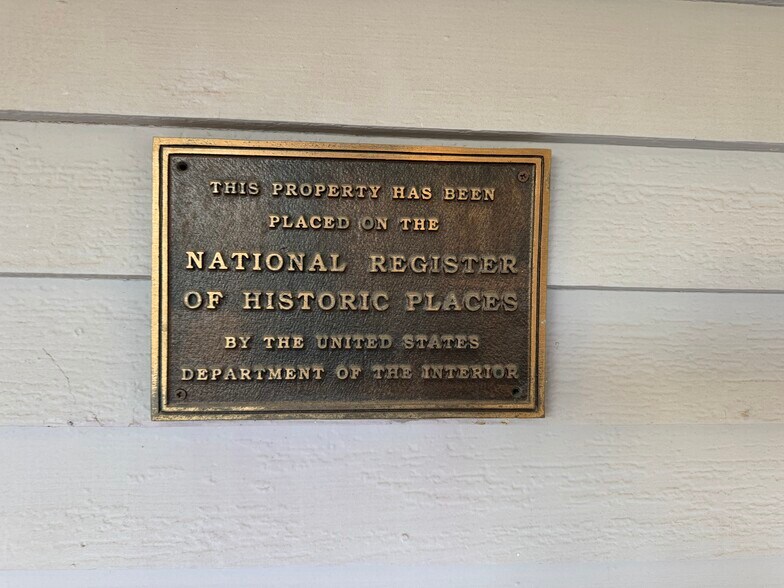 THIS PROPERTY HAS BEEN
PLACED ON THE
NATIONAL REGISTER
OF HISTORIC PLACES
BY THE UNITED STATES
DEPARTMENT OF THE INTERIOR